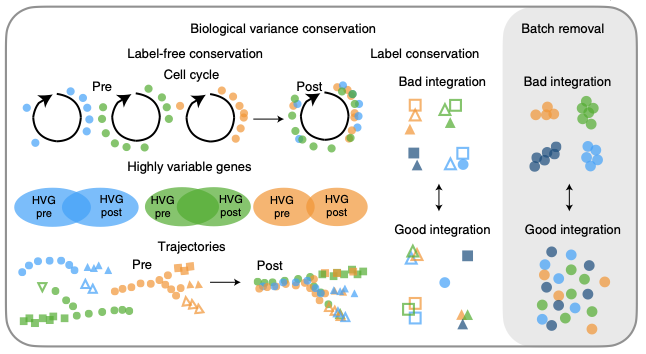 Biological variance conservation
Batch removal
Label-free conservation
Label conservation
Cell cycle
Pre
Post
Bad integration
Bad integration
Highly variable genes
HVG
pre
HVG
post
HVG
pre
HVG
post
HVG
pre
HVG
post
Good integration
Good integration
Trajectories
Pre
Post